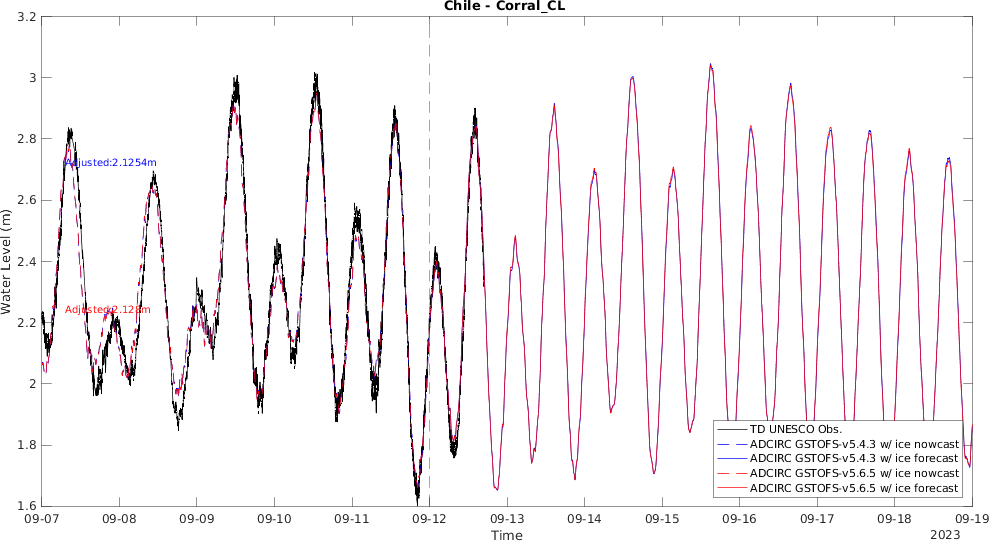 Chile - Corral_CL
3.2
3
2.8
2.6
2.4
2.2
2
1.8
1.6
Water Level (m)
Adjusted:2.1254m
Adjusted:2.128m
TD UNESCO Obs.
ADCIRC GSTOFS-v5.4.3 w/ ice nowcast
ADCIRC GSTOFS-v5.4.3 w/ ice forecast
ADCIRC GSTOFS-v5.6.5 w/ ice nowcast
ADCIRC GSTOFS-v5.6.5 w/ ice forecast
09-07 09-08 09-09 09-10 09-11 09-12 09-13 09-14 09-15 09-16 09-17 09-18 09-19
Time
2023